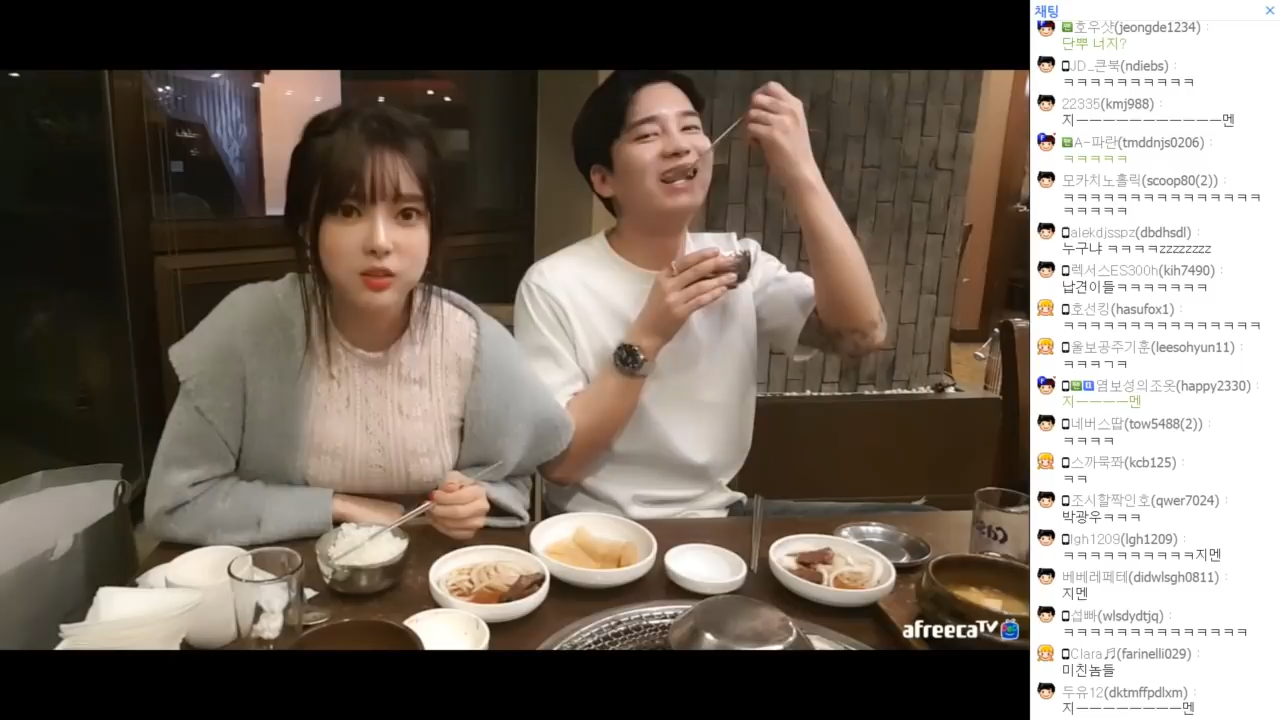 채팅
호우샷(jeongde1234) :
단뿌 너지?
JD_큰북(ndiebs) :
ㅋㅋㅋㅋㅋㅋㅋㅋㅋㅋ
22335(kmj988) :
지ㅡㅡㅡㅡㅡㅡㅡㅡㅡㅡㅡ멘
A-파란(tmddnjs0206) :
ㅋㅋㅋㅋㅋ
모카치노홀릭(scoop80(2)) :
ㅋㅋㅋㅋㅋㅋㅋㅋㅋㅋㅋㅋㅋㅋㅋ
ㅋㅋㅋㅋㅋ
alekdjsspz(dbdhsdl) :
누구냐 ㅋㅋㅋㅋzzzzzzzz
렉서스ES300h(kih7490) :
납견이들ㅋㅋㅋㅋㅋㅋㅋ
호선킹(hasufox1) :
ㅋㅋㅋㅋㅋㅋㅋㅋㅋㅋㅋㅋㅋㅋㅋ
울보공주기훈(leesohyun11) :
ㅋㅋㅋㄱㅋ
염보성의조옷(happy2330) :
지ㅡㅡㅡㅡ멘
네버스땁(tow5488(2)) :
ㅋㅋㅋㅋ
스까묵쫘(kcb125) :
ㅋㅋ
조시할짝인호(qwer7024) :
박광우ㅋㅋㅋ
lgh1209(lgh1209) :
ㅋㅋㅋㅋㅋㅋㅋㅋㅋㅋ지멘
베베레페테(didwlsgh0811) :
지멘
섭빠(wlsdydtjq) :
ㅋㅋㅋㅋㅋㅋㅋㅋㅋㅋㅋㅋㅋㅋ
Clara♬(farinelli029) :
미친놈들
두유12(dktmffpdlxm) :
지ㅡㅡㅡㅡㅡㅡㅡㅡ멘
afreecaTV